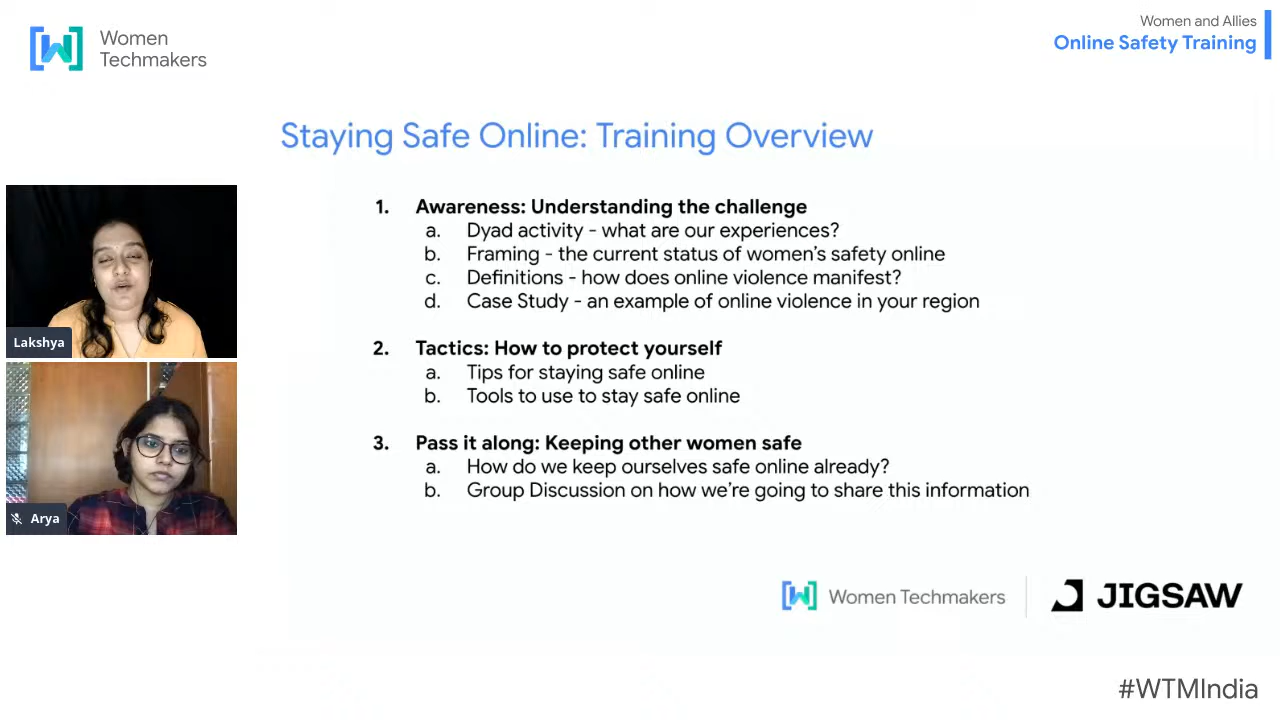 Women
Techmakers
Women and Allies
Online Safety Training
Staying Safe Online: Training Overview
1. Awareness: Understanding the challenge
a. Dyad activity - what are our experiences?
b. Framing - the current status of women's safety online
c. Definitions - how does online violence manifest?
d. Case Study - an example of online violence in your region
2. Tactics: How to protect yourself
a. Tips for staying safe online
b. Tools to use to stay safe online
3. Pass it along: Keeping other women safe
a. How do we keep ourselves safe online already?
b. Group Discussion on how we're going to share this information
Lakshya
Arya
Women Techmakers
JIGSAW
#WTMIndia